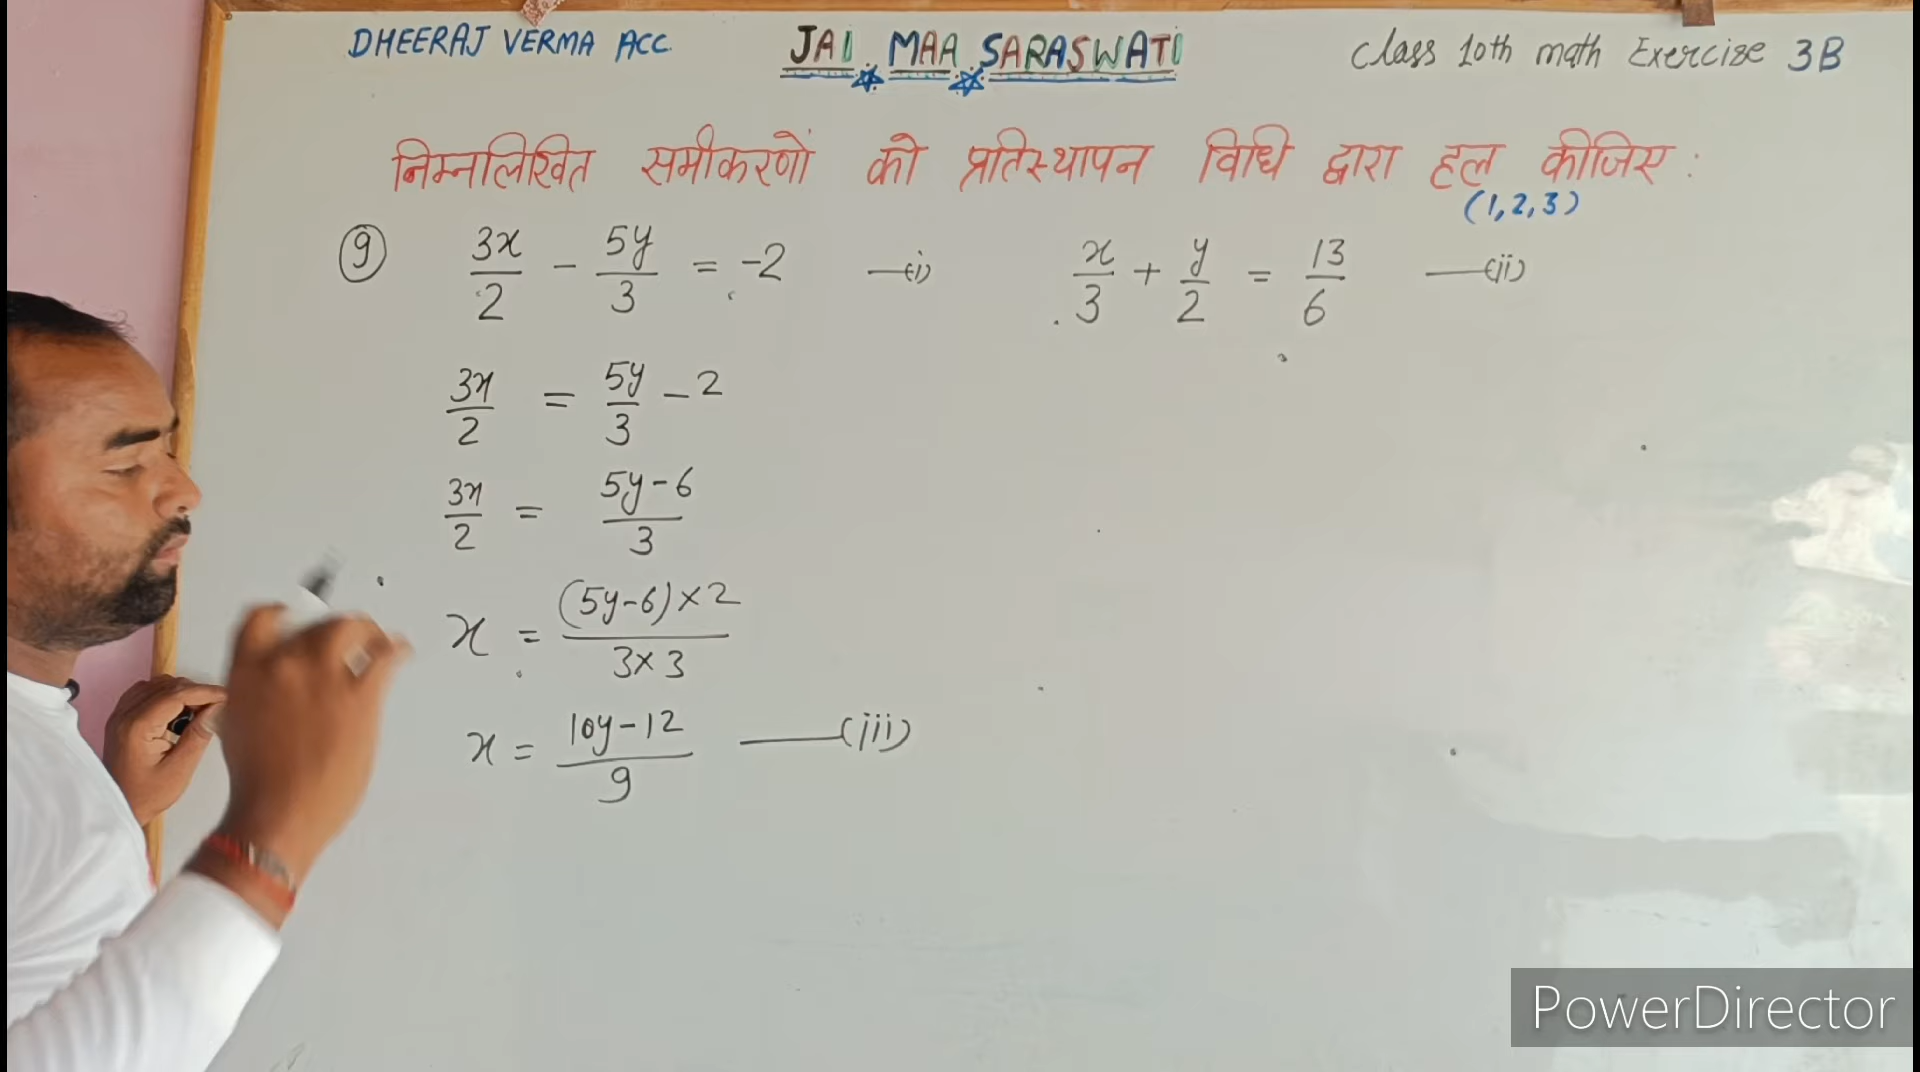 DHEERAJ VERMA ACC. JAI MAA SARASWATI Class 10th math Exercise 3B
निम्नलिखित समीकरणों को प्रतिस्थापन विधि द्वारा हल कीजिए :
(1,2,3)
9 3x/2 - 5y/3 = -2 —(i) x/3 + y/2 = 13/6 —(ii)
3x/2 = 5y/3 - 2
3x/2 = 5y-6/3
x = (5y-6)×2/3×3
x = 10y-12/9 —(iii)
PowerDirector